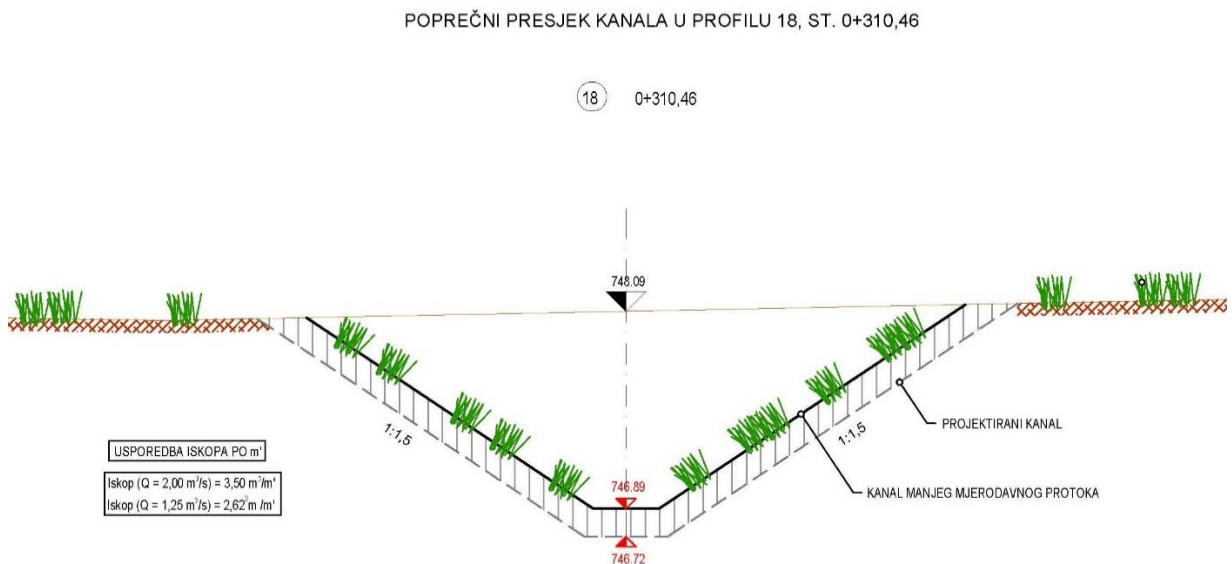 POPREČNI PRESJEK KANALA U PROFILU 18, ST. 0+310,46
18 0+310,46
748.09
1:1,5
1:1,5
PROJEKTIRANI KANAL
USPOREDBA ISKOPA PO m'
746.89
KANAL MANJEG MJERODAVNOG PROTOKA
Iskop (Q = 2,00 m³/s) = 3,50 m³/m'
Iskop (Q = 1,25 m³/s) = 2,62³m /m'
746.72